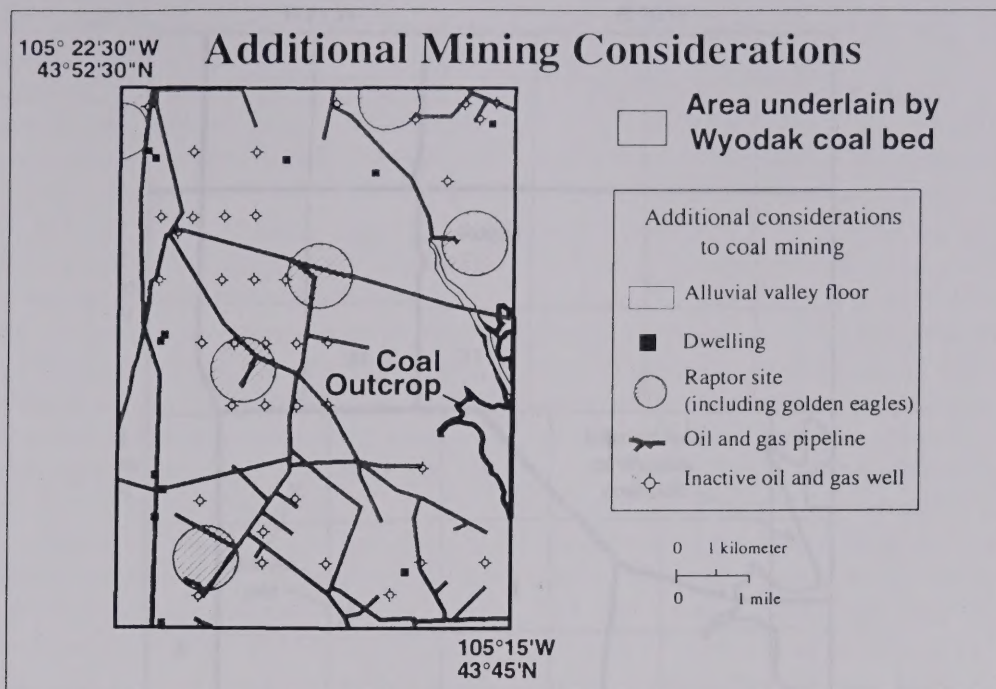 105° 22'30"W
43°52'30"N
Additional Mining Considerations
Area underlain by
Wyodak coal bed
Additional considerations
to coal mining
Alluvial valley floor
Dwelling
Raptor site
(including golden eagles)
Oil and gas pipeline
Inactive oil and gas well
Coal
Outcrop
0 1 kilometer
0 1 mile
105°15'W
43°45'N